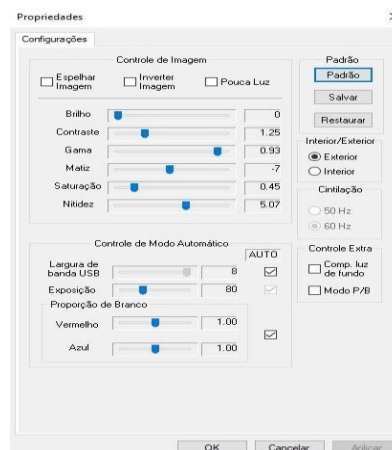 Propriedades
Configurações
Controle de Imagem
Espelhar Imagem
Inverter Imagem
Pouca Luz
Brilho 0
Contraste 1.25
Gama 0.93
Matiz -7
Saturação 0.45
Nitidez 5.07
Controle de Modo Automático
AUTO
Largura de
banda USB 8
Exposição 80
Proporção de Branco
Vermelho 1.00
Azul 1.00
Padrão
Padrão
Salvar
Restaurar
Interior/Exterior
Exterior
Interior
Cintilação
50 Hz
60 Hz
Controle Extra
Comp. luz
de fundo
Modo P/B
OK Cancelar Aplicar